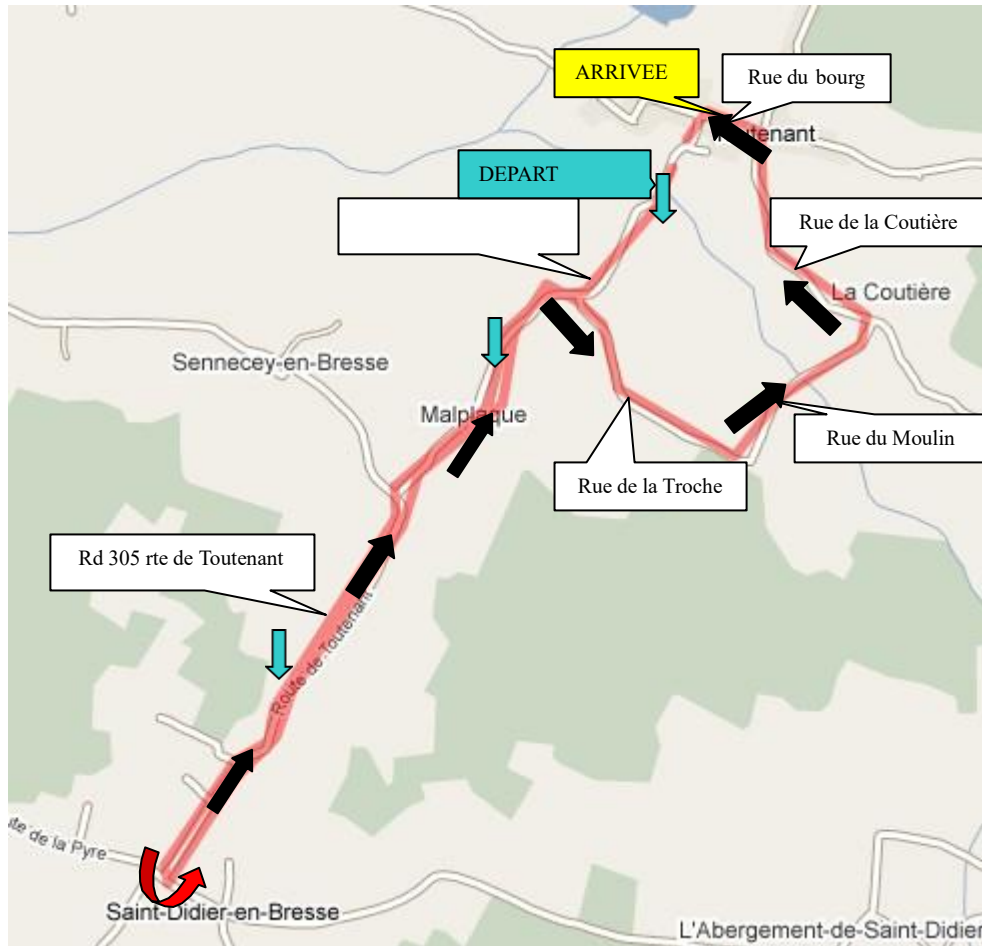 ARRIVEE
Rue du bourg
DEPART
Rue de la Coutière
La Coutière
Sennecey-en-Bresse
Malplaque
Rue du Moulin
Rue de la Troche
Rd 305 rte de Toutenant
Route de Toutenant
de la Pyre
Saint-Didier-en-Bresse
L'Abergement-de-Saint-Didier